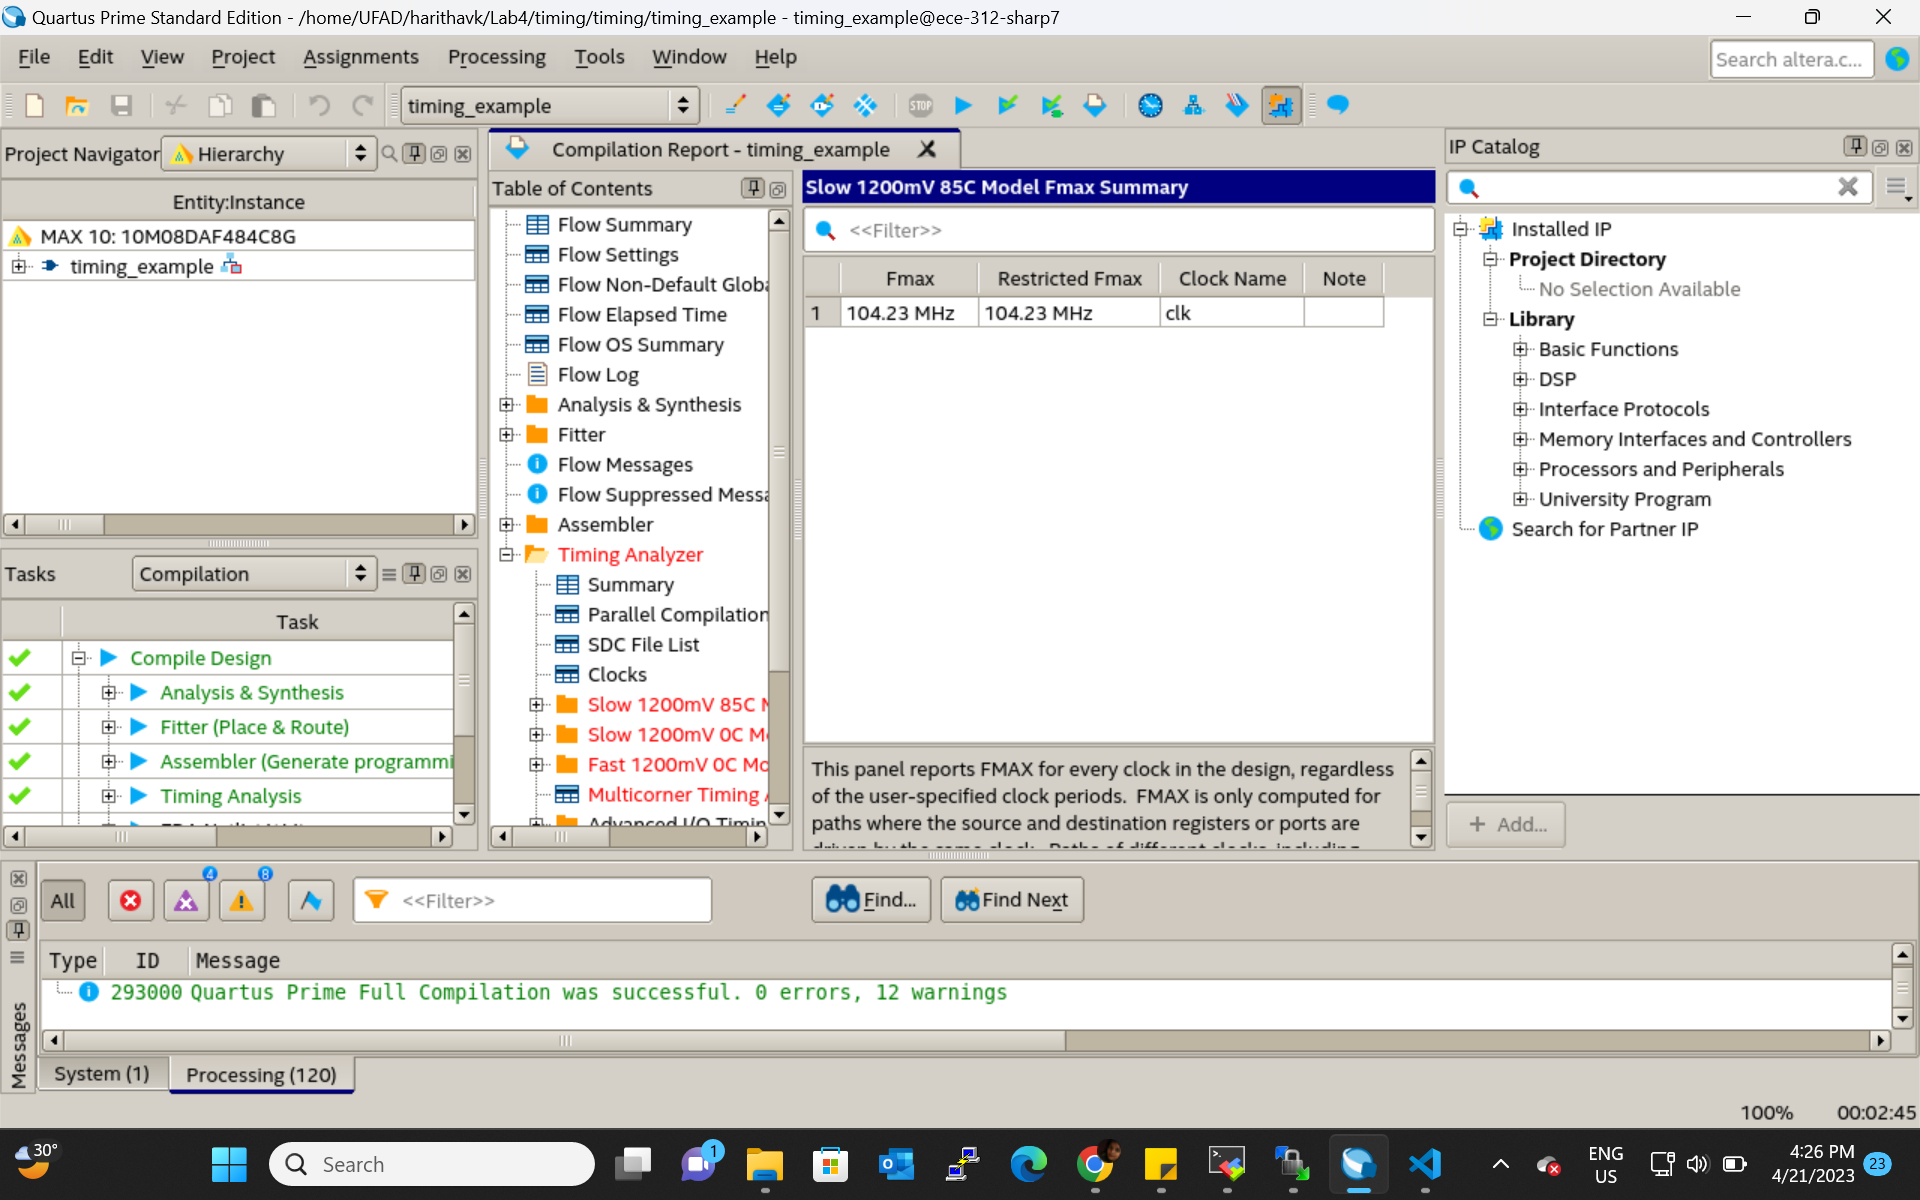 Quartus Prime Standard Edition - /home/UFAD/harithavk/Lab4/timing/timing/timing_example - timing_example@ece-312-sharp7
File Edit View Project Assignments Processing Tools Window Help
Search altera.c...
timing_example
STOP
Project Navigator Hierarchy
Entity:Instance
MAX 10: 10M08DAF484C8G
timing_example
Tasks Compilation
Task
Compile Design
Analysis & Synthesis
Fitter (Place & Route)
Assembler (Generate programmi
Timing Analysis
Compilation Report - timing_example
Table of Contents
Flow Summary
Flow Settings
Flow Non-Default Globa
Flow Elapsed Time
Flow OS Summary
Flow Log
Analysis & Synthesis
Fitter
Flow Messages
Flow Suppressed Messa
Assembler
Timing Analyzer
Summary
Parallel Compilation
SDC File List
Clocks
Slow 1200mV 85C M
Slow 1200mV 0C Mo
Fast 1200mV 0C Mo
Multicorner Timing A
Advanced I/O Timin
Slow 1200mV 85C Model Fmax Summary
<<Filter>>
Fmax Restricted Fmax Clock Name Note
1 104.23 MHz 104.23 MHz clk
This panel reports FMAX for every clock in the design, regardless
of the user-specified clock periods. FMAX is only computed for
paths where the source and destination registers or ports are
driven by the same clock. Paths of different clocks, including
IP Catalog
Installed IP
Project Directory
No Selection Available
Library
Basic Functions
DSP
Interface Protocols
Memory Interfaces and Controllers
Processors and Peripherals
University Program
Search for Partner IP
+ Add...
Messages
All 4 8 <<Filter>> Find... Find Next
Type ID Message
293000 Quartus Prime Full Compilation was successful. 0 errors, 12 warnings
System (1) Processing (120)
100% 00:02:45
30° Search 1 ENG 4:26 PM
US 4/21/2023 23